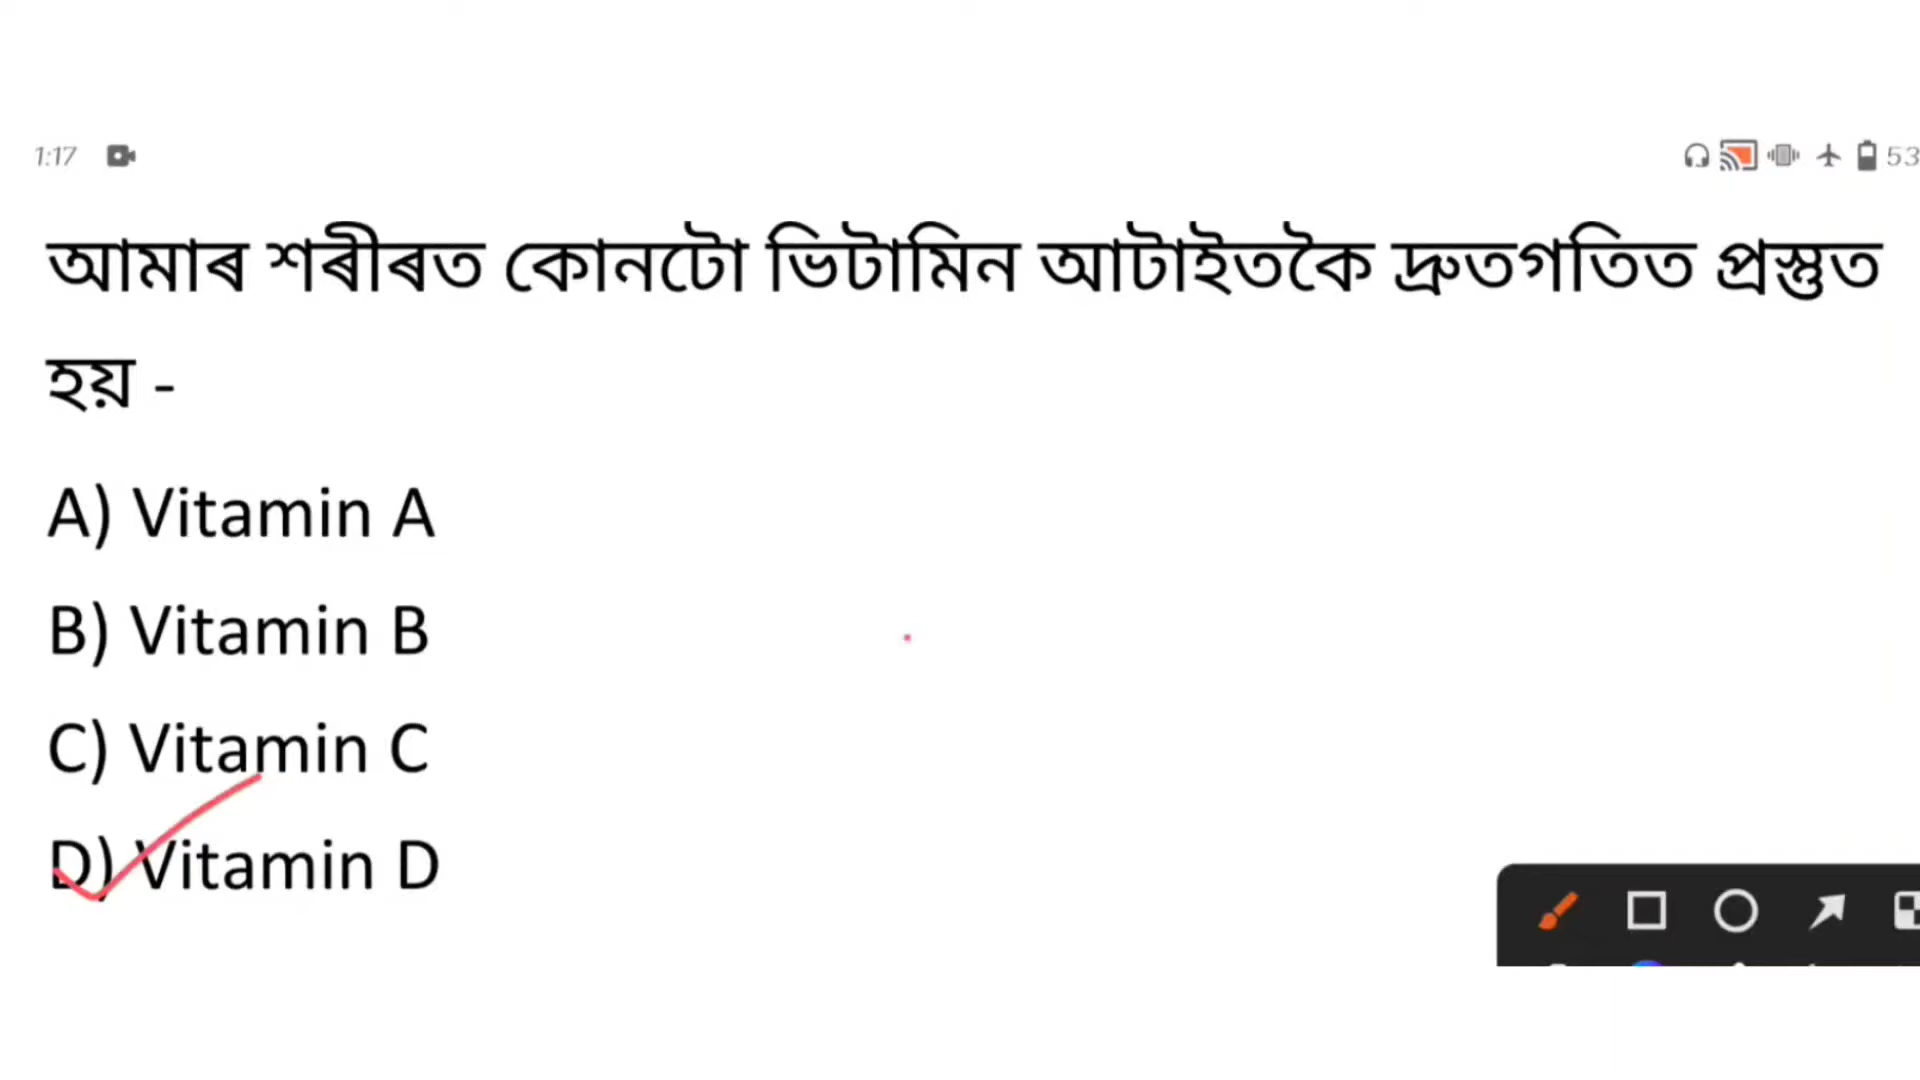 1:17 53
আমাৰ শৰীৰত কোনটো ভিটামিন আটাইতকৈ দ্ৰুতগতিত প্ৰস্তুত
হয় -
A) Vitamin A
B) Vitamin B
C) Vitamin C
D) Vitamin D